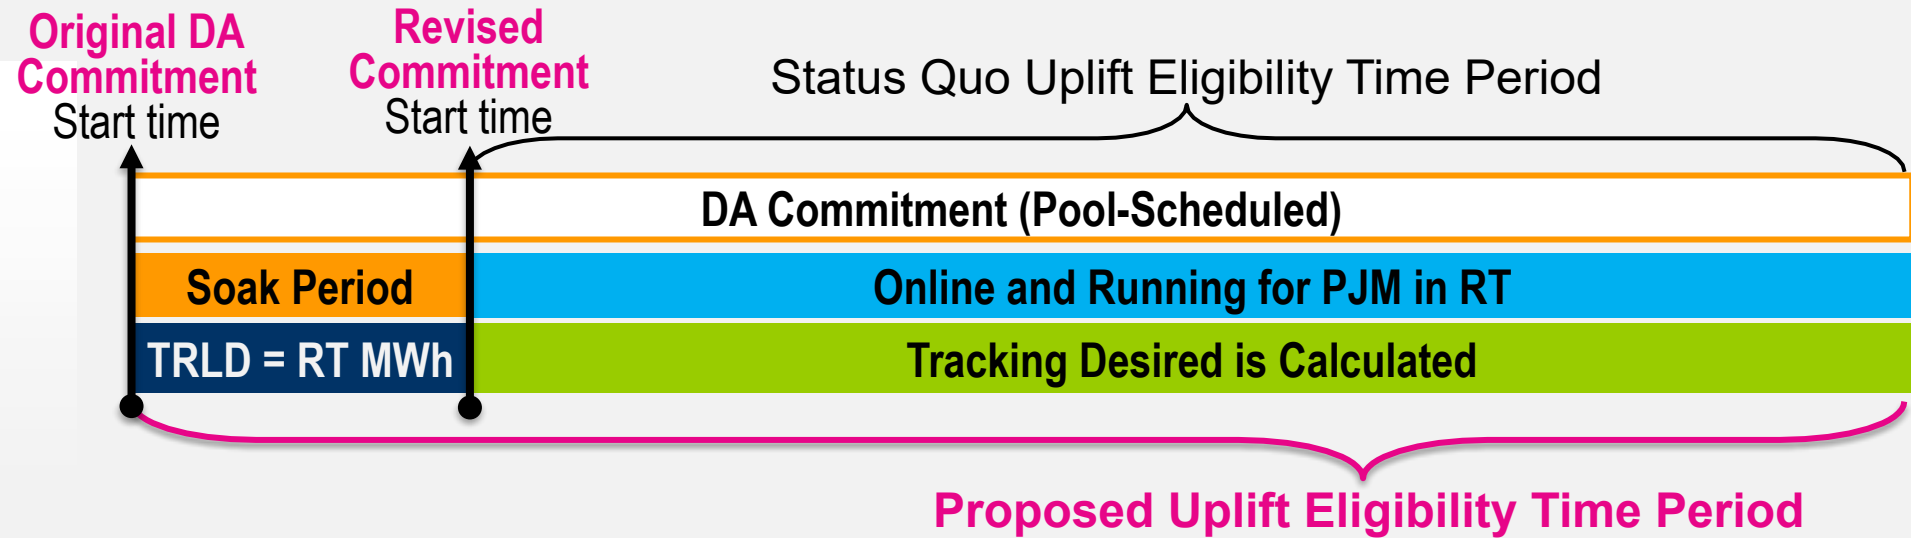 Original DA
Commitment
Start time
Revised
Commitment
Start time
Status Quo Uplift Eligibility Time Period
DA Commitment (Pool-Scheduled)
Soak Period
Online and Running for PJM in RT
TRLD = RT MWh
Tracking Desired is Calculated
Proposed Uplift Eligibility Time Period